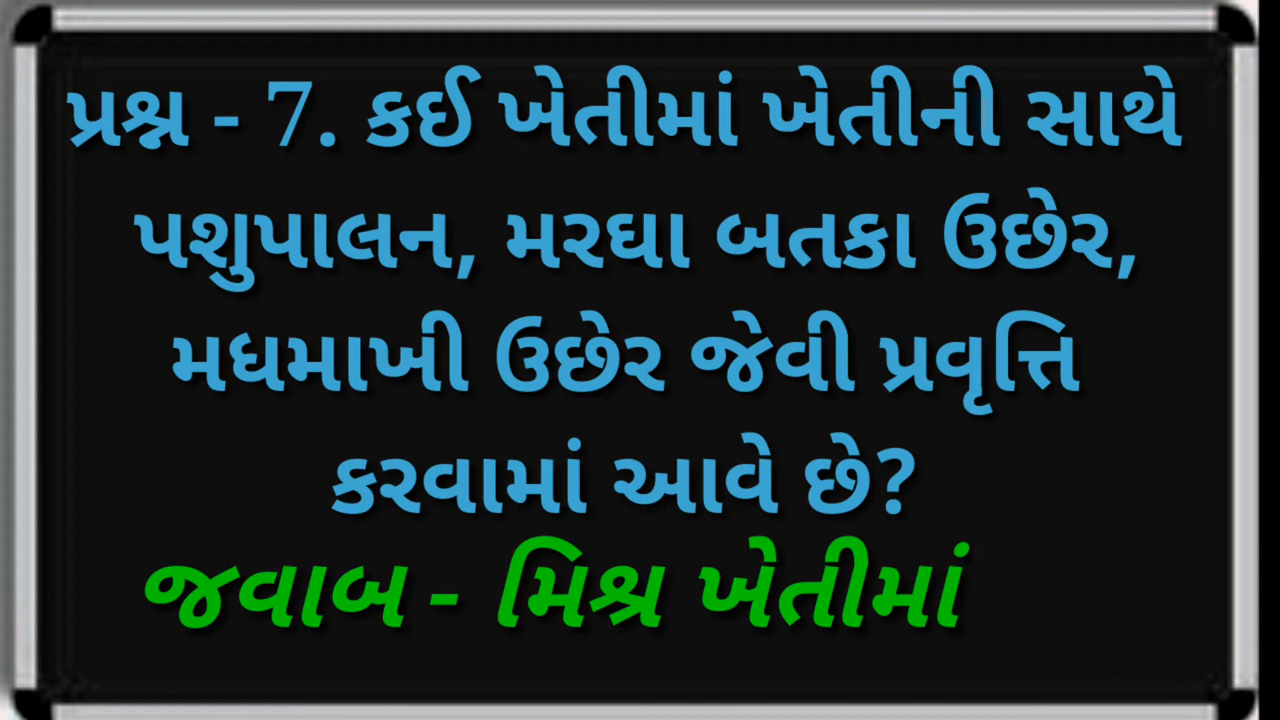 પ્રશ્ન - 7. કઈ ખેતીમાં ખેતીની સાથે
પશુપાલન, મરઘા બતકા ઉછેર,
મધમાખી ઉછેર જેવી પ્રવૃત્તિ
કરવામાં આવે છે?
જવાબ - મિશ્ર ખેતીમાં